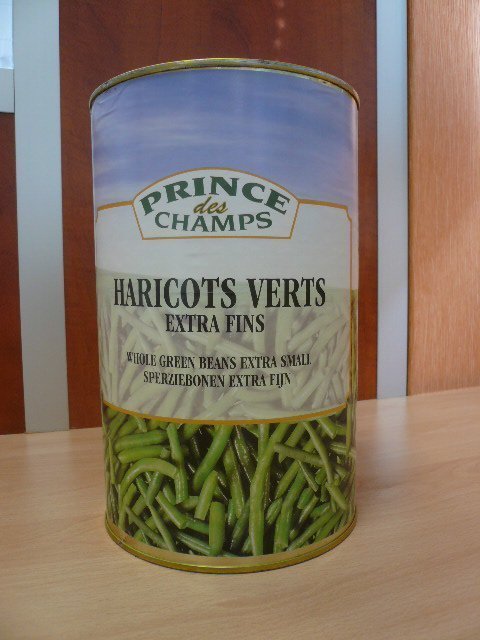 PRINCE
des
CHAMPS
HARICOTS VERTS
EXTRA FINS
WHOLE GREEN BEANS EXTRA SMALL
SPERZIEBONEN EXTRA FIJN